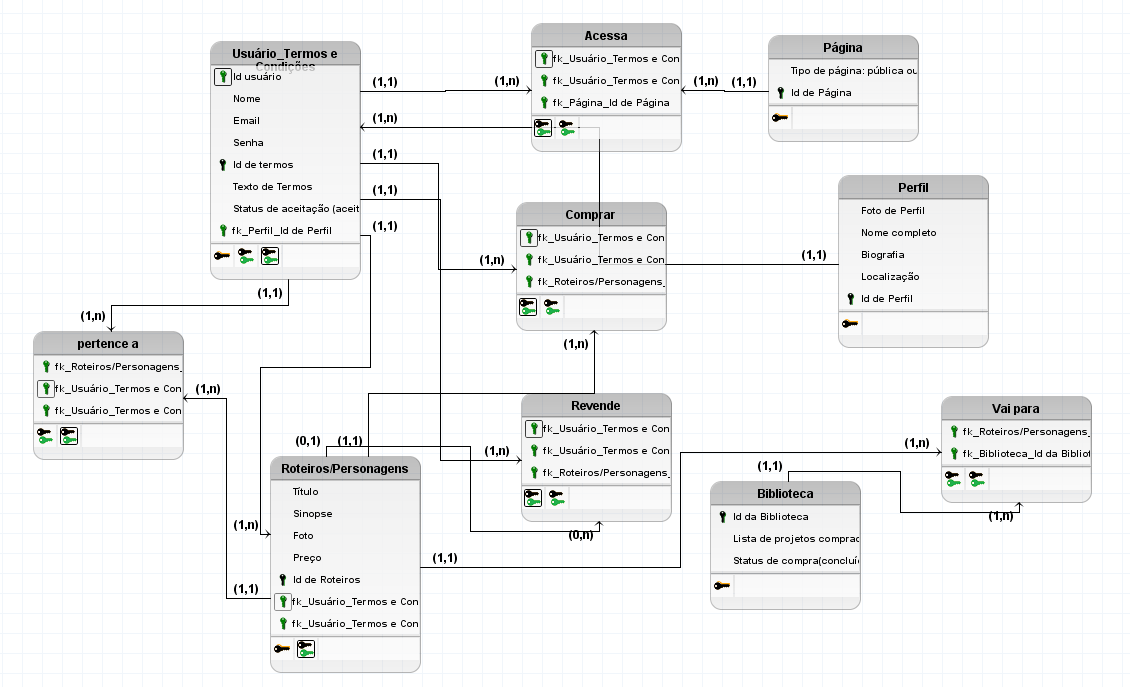 Usuário_Termos e
Condições
Id usuário
Nome
Email
Senha
Id de termos
Texto de Termos
Status de aceitação (aceit
fk_Perfil_Id de Perfil
(1,1)
(1,n)
(1,1)
(1,1)
(1,1)
(1,1)
Acessa
fk_Usuário_Termos e Con
fk_Usuário_Termos e Con
fk_Página_Id de Página
(1,n)
(1,n)
(1,1)
Página
Tipo de página: pública ou
Id de Página
Comprar
fk_Usuário_Termos e Con
fk_Usuário_Termos e Con
fk_Roteiros/Personagens_
(1,n)
(1,n)
(1,1)
Perfil
Foto de Perfil
Nome completo
Biografia
Localização
Id de Perfil
(1,n)
pertence a
fk_Roteiros/Personagens_
fk_Usuário_Termos e Con
fk_Usuário_Termos e Con
(1,n)
Revende
fk_Usuário_Termos e Con
fk_Usuário_Termos e Con
fk_Roteiros/Personagens_
(1,n)
(0,n)
(0,1)
(1,1)
Roteiros/Personagens
Título
Sinopse
Foto
Preço
Id de Roteiros
fk_Usuário_Termos e Con
fk_Usuário_Termos e Con
(1,n)
(1,1)
(1,1)
(1,1)
Biblioteca
Id da Biblioteca
Lista de projetos comprad
Status de compra(concluíd
(1,n)
Vai para
fk_Roteiros/Personagens_
fk_Biblioteca_Id da Bibliot
(1,n)